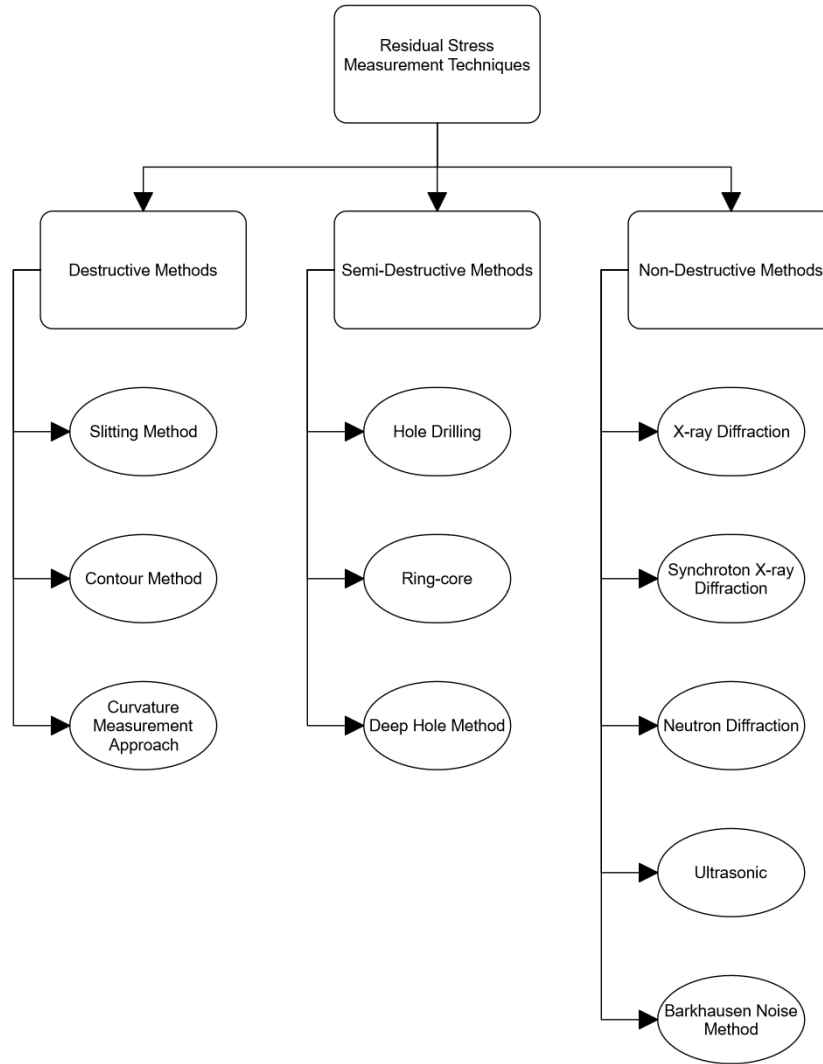 Residual Stress
Measurement Techniques
Destructive Methods
Semi-Destructive Methods
Non-Destructive Methods
Slitting Method
Hole Drilling
X-ray Diffraction
Contour Method
Ring-core
Synchroton X-ray
Diffraction
Curvature
Measurement
Approach
Deep Hole Method
Neutron Diffraction
Ultrasonic
Barkhausen Noise
Method